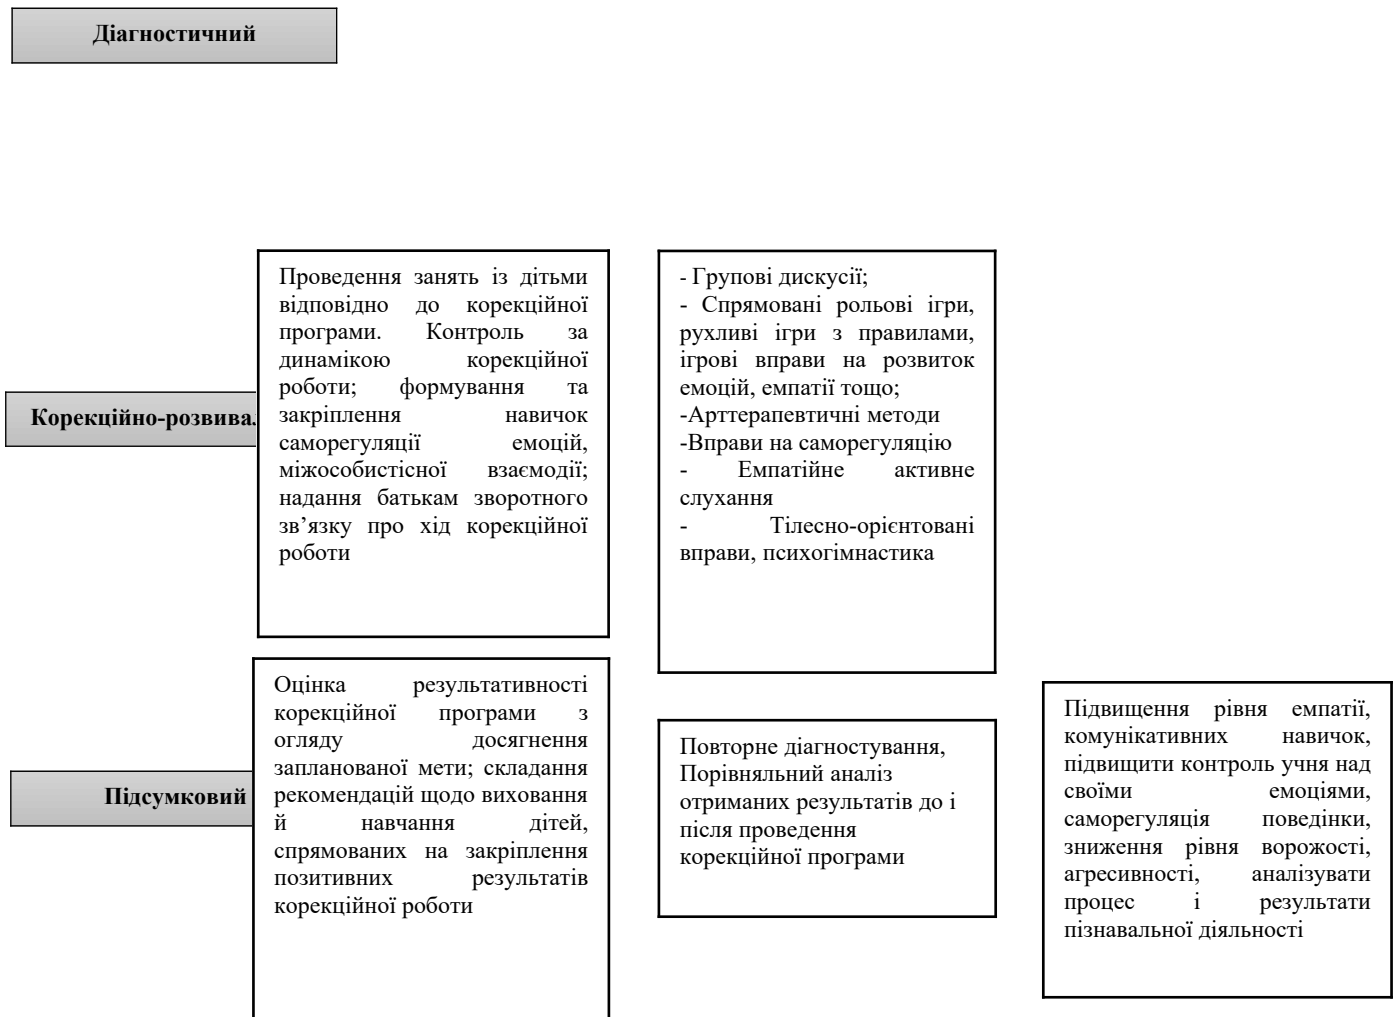 Діагностичний
Корекційно-розвива
Проведення занять із дітьми
відповідно до корекційної
програми. Контроль за
динамікою корекційної
роботи; формування та
закріплення навичок
саморегуляції емоцій,
міжособистісної взаємодії;
надання батькам зворотного
зв’язку про хід корекційної
роботи
- Групові дискусії;
- Спрямовані рольові ігри,
рухливі ігри з правилами,
ігрові вправи на розвиток
емоцій, емпатії тощо;
-Арттерапевтичні методи
-Вправи на саморегуляцію
- Емпатійне активне
слухання
- Тілесно-орієнтовані
вправи, психогімнастика
Підсумковий
Оцінка результативності
корекційної програми з
огляду досягнення
запланованої мети; складання
рекомендацій щодо виховання
й навчання дітей,
спрямованих на закріплення
позитивних результатів
корекційної роботи
Повторне діагностування,
Порівняльний аналіз
отриманих результатів до і
після проведення
корекційної програми
Підвищення рівня емпатії,
комунікативних навичок,
підвищити контроль учня над
своїми емоціями,
саморегуляція поведінки,
зниження рівня ворожості,
агресивності, аналізувати
процес і результати
пізнавальної діяльності